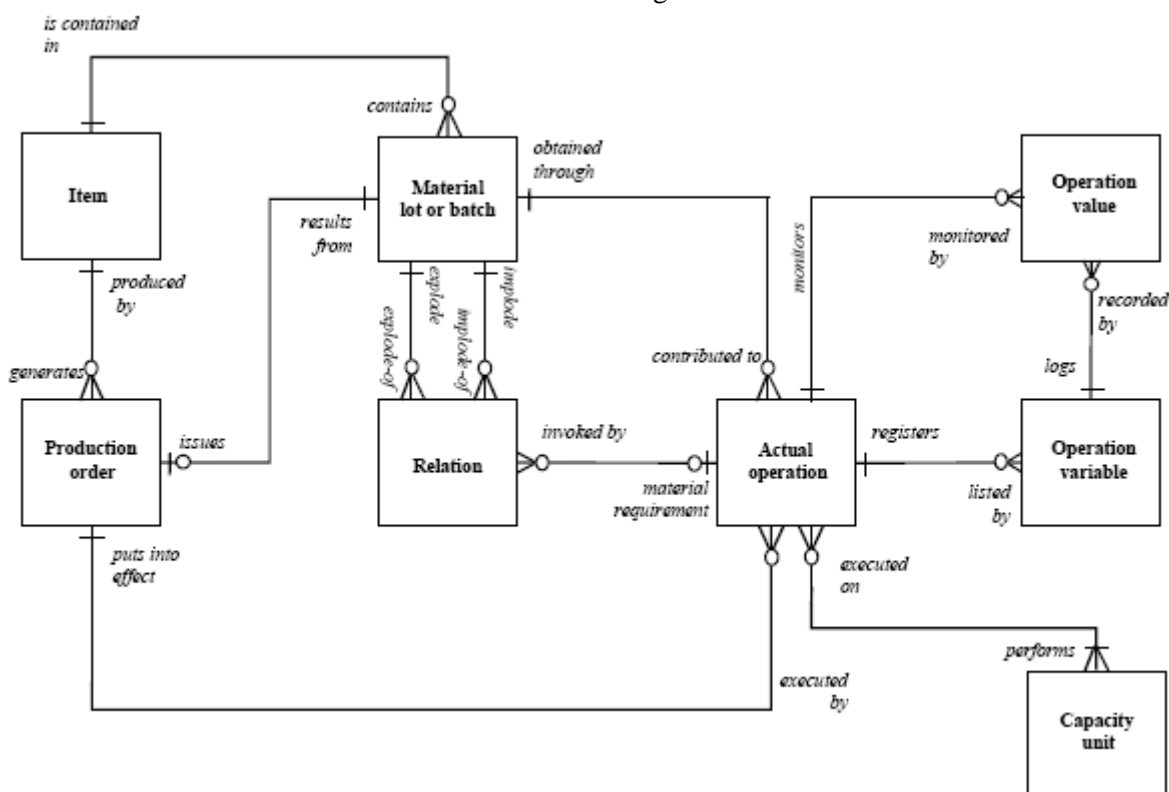 is contained
in
contains
Item
Material
lot or batch
obtained
through
Operation
value
results
from
monitors
monitored
by
produced
by
explode
implode
explode-of
implode-of
recorded
by
generates
contributed to
logs
Production
order
issues
Relation
invoked by
material
requirement
Actual
operation
registers
listed
by
Operation
variable
puts into
effect
executed
on
performs
executed
by
Capacity
unit